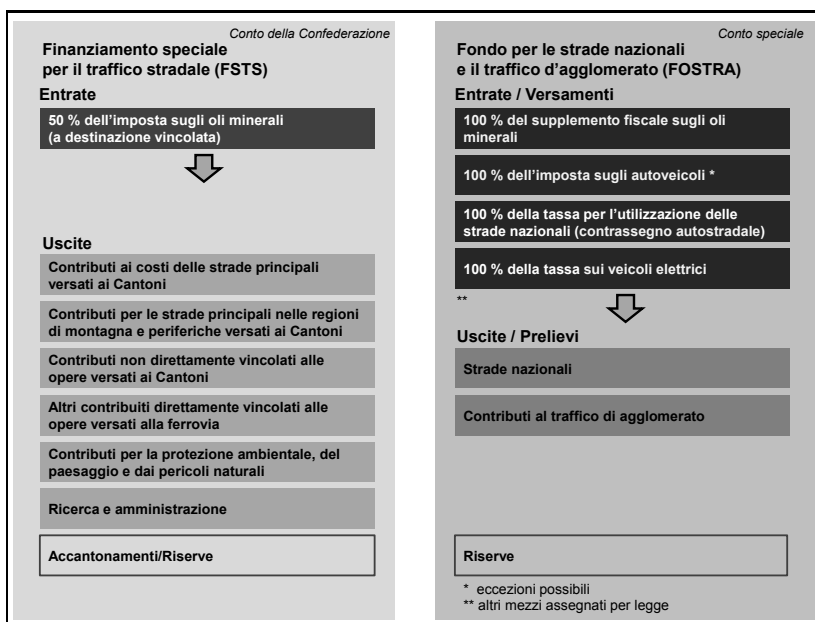 Conto della Confederazione
Finanziamento speciale
per il traffico stradale (FSTS)
Entrate
50 % dell'imposta sugli oli minerali
(a destinazione vincolata)
Uscite
Contributi ai costi delle strade principali
versati ai Cantoni
Contributi per le strade principali nelle regioni
di montagna e periferiche versati ai Cantoni
Contributi non direttamente vincolati alle
opere versati ai Cantoni
Altri contribuiti direttamente vincolati alle
opere versati alla ferrovia
Contributi per la protezione ambientale, del
paesaggio e dai pericoli naturali
Ricerca e amministrazione
Accantonamenti/Riserve
Conto speciale
Fondo per le strade nazionali
e il traffico d'agglomerato (FOSTRA)
Entrate / Versamenti
100 % del supplemento fiscale sugli oli
minerali
100 % dell'imposta sugli autoveicoli *
100 % della tassa per l'utilizzazione delle
strade nazionali (contrassegno autostradale)
100 % della tassa sui veicoli elettrici
**
Uscite / Prelievi
Strade nazionali
Contributi al traffico di agglomerato
Riserve
* eccezioni possibili
** altri mezzi assegnati per legge